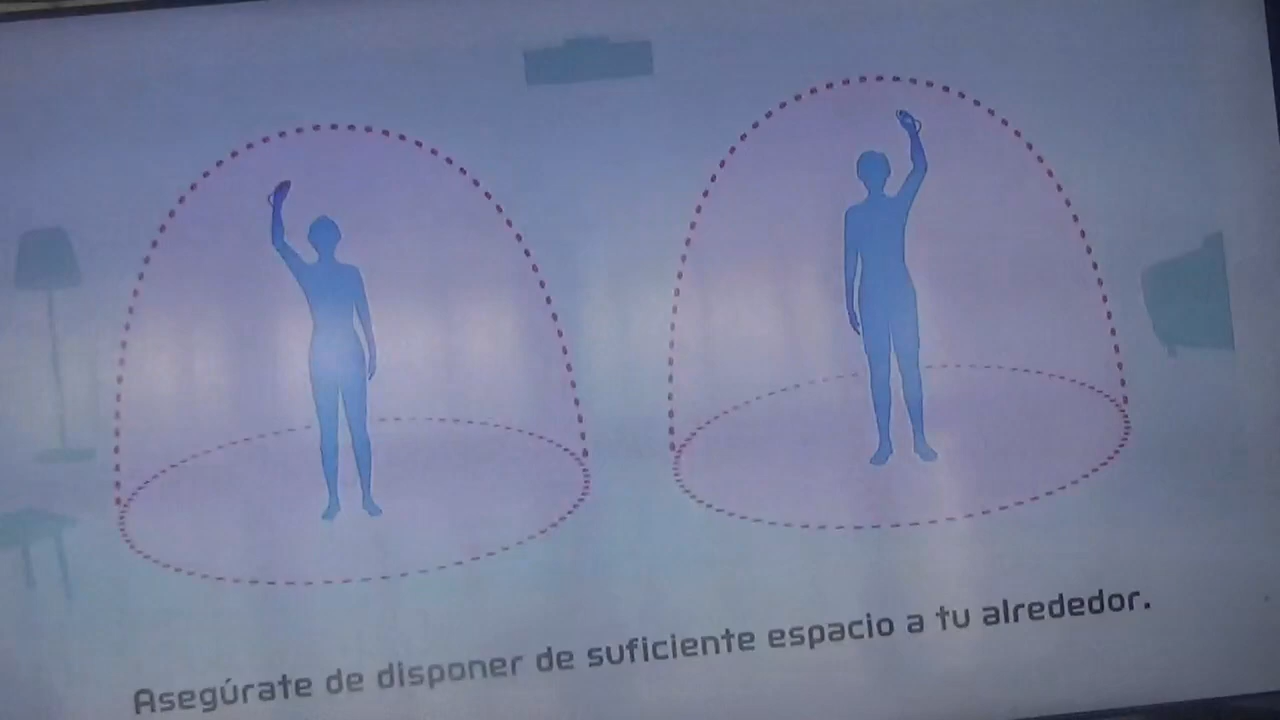 Asegúrate de disponer de suficiente espacio a tu alrededor.